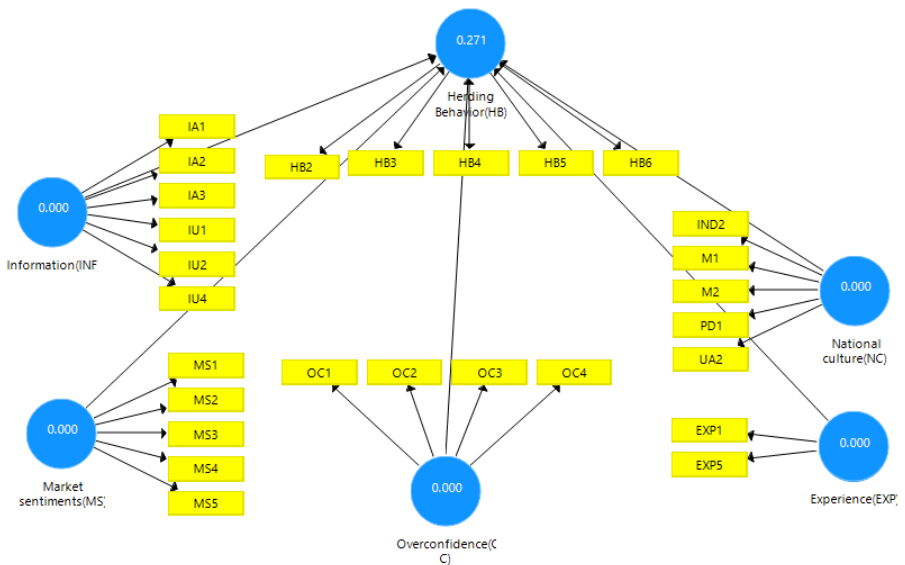 0.271
Herding
Behavior(HB)
IA1
IA2
IA3
IU1
IU2
IU4
HB2
HB3
HB4
HB5
HB6
0.000
Information(INF
IND2
M1
M2
PD1
UA2
0.000
National
culture(NC)
MS1
MS2
MS3
MS4
MS5
0.000
Market
sentiments(MS)
OC1
OC2
OC3
OC4
0.000
Overconfidence(C
C)
EXP1
EXP5
0.000
Experience(EXP)